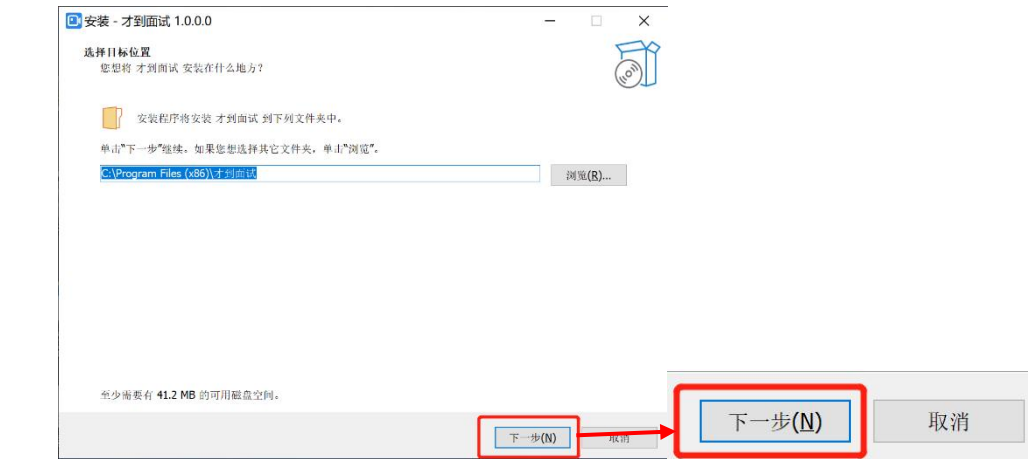 安装 - 才到面试 1.0.0.0
选择目标位置
您想将 才到面试 安装在什么地方?
安装程序将安装 才到面试 到下列文件夹中。
单击"下一步"继续。如果您想选择其它文件夹,单击"浏览"。
C:\Program Files (x86)\才到面试
浏览(R)...
至少需要有 41.2 MB 的可用磁盘空间。
下一步(N)
取消
下一步(N)
取消